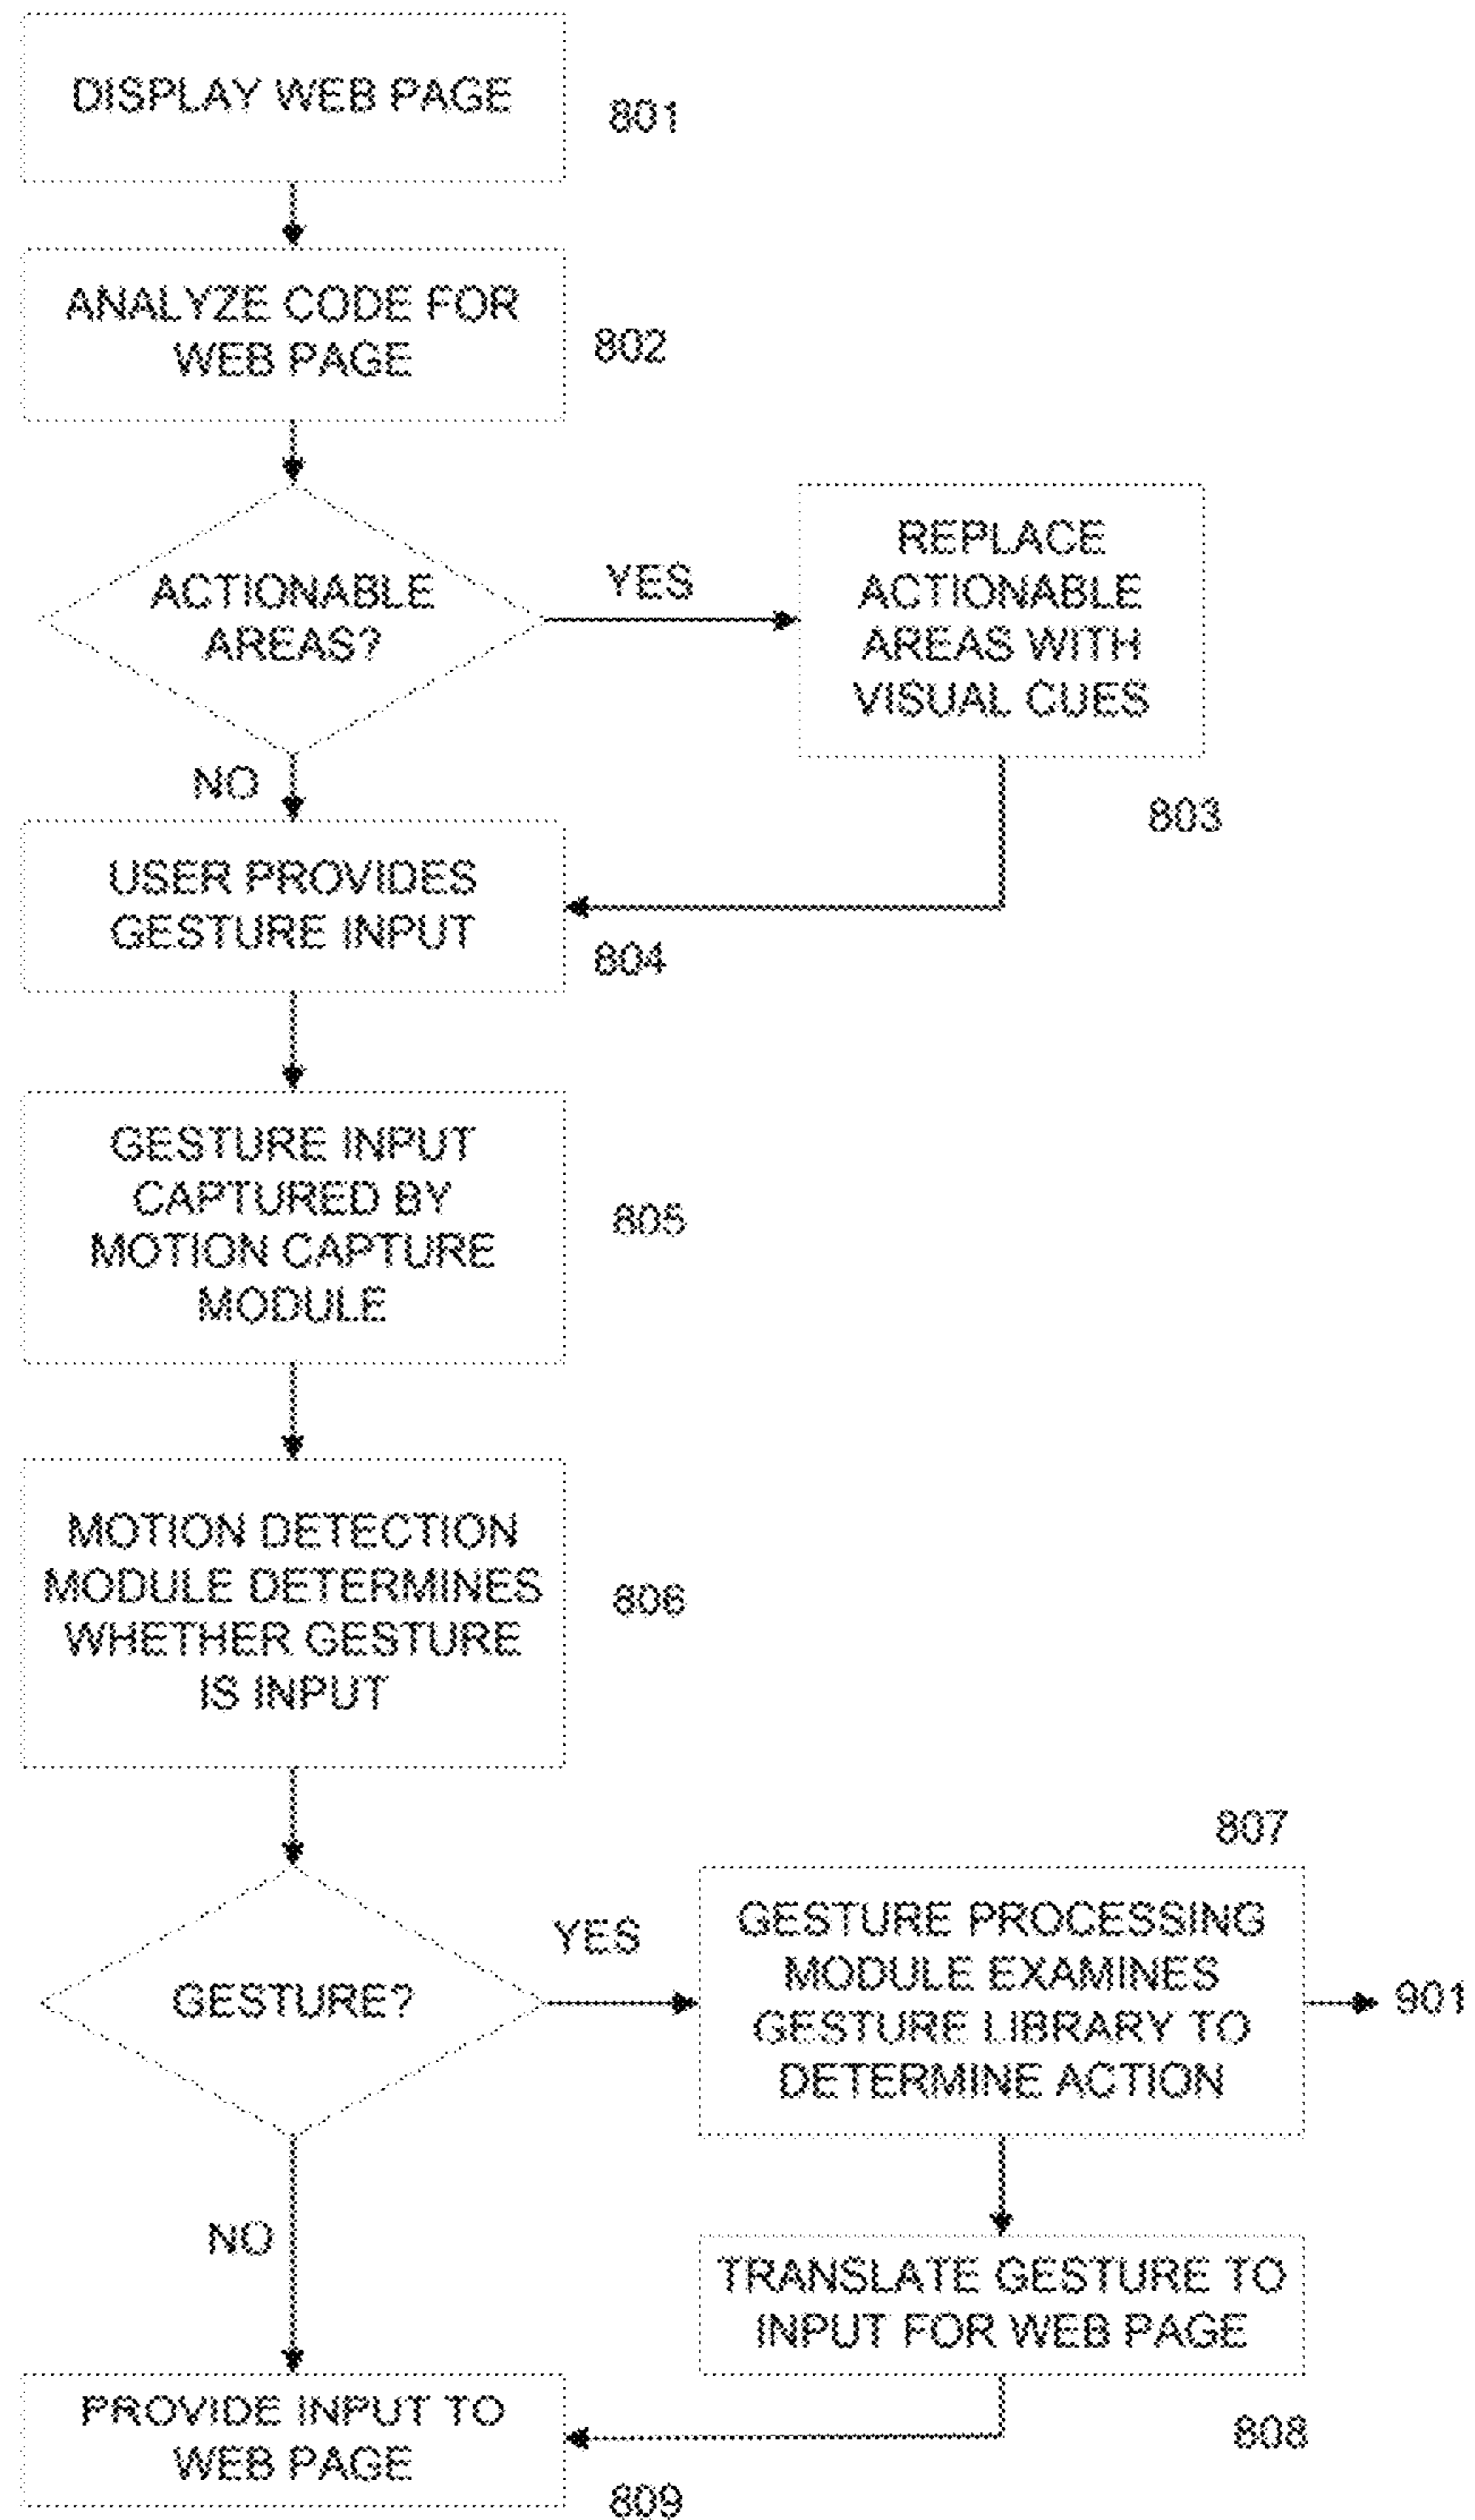 DISPLAY WEB PAGE
801
ANALYZE CODE FOR
WEB PAGE
802
ACTIONABLE
AREAS?
YES
REPLACE
ACTIONABLE
AREAS WITH
VISUAL CUES
803
NO
USER PROVIDES
GESTURE INPUT
804
GESTURE INPUT
CAPTURED BY
MOTION CAPTURE
MODULE
805
MOTION DETECTION
MODULE DETERMINES
WHETHER GESTURE
IS INPUT
806
GESTURE?
YES
807
GESTURE PROCESSING
MODULE EXAMINES
GESTURE LIBRARY TO
DETERMINE ACTION
901
NO
TRANSLATE GESTURE TO
INPUT FOR WEB PAGE
808
PROVIDE INPUT TO
WEB PAGE
809